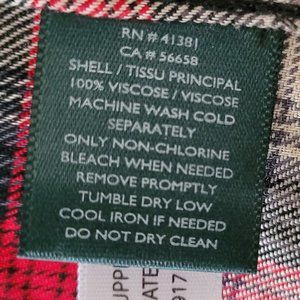 RN # 41381
CA # 56658
SHELL / TISSU PRINCIPAL
100% VISCOSE / VISCOSE
MACHINE WASH COLD
SEPARATELY
ONLY NON-CHLORINE
BLEACH WHEN NEEDED
REMOVE PROMPTLY
TUMBLE DRY LOW
COOL IRON IF NEEDED
DO NOT DRY CLEAN